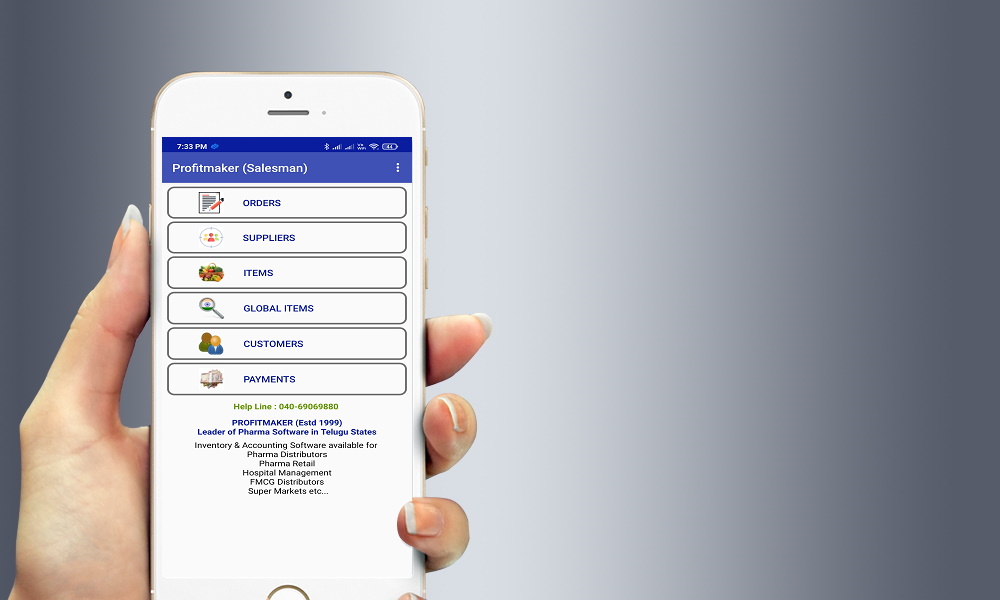 7:33 PM
Profitmaker (Salesman)
ORDERS
SUPPLIERS
ITEMS
GLOBAL ITEMS
CUSTOMERS
PAYMENTS
Help Line : 040-69069880
PROFITMAKER (Estd 1999)
Leader of Pharma Software in Telugu States
Inventory & Accounting Software available for
Pharma Distributors
Pharma Retail
Hospital Management
FMCG Distributors
Super Markets etc...